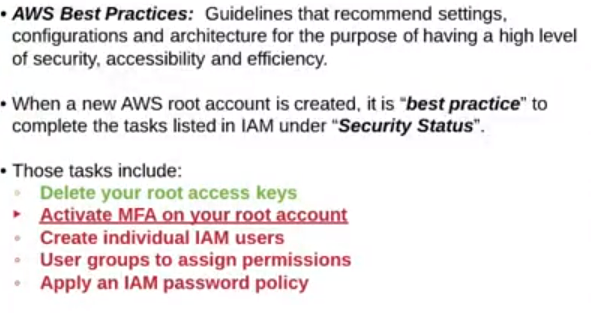 • AWS Best Practices: Guidelines that recommend settings,
configurations and architecture for the purpose of having a high level
of security, accessibility and efficiency.
• When a new AWS root account is created, it is “best practice” to
complete the tasks listed in IAM under “Security Status”.
• Those tasks include:
◦ Delete your root access keys
‣ Activate MFA on your root account
◦ Create individual IAM users
◦ User groups to assign permissions
◦ Apply an IAM password policy